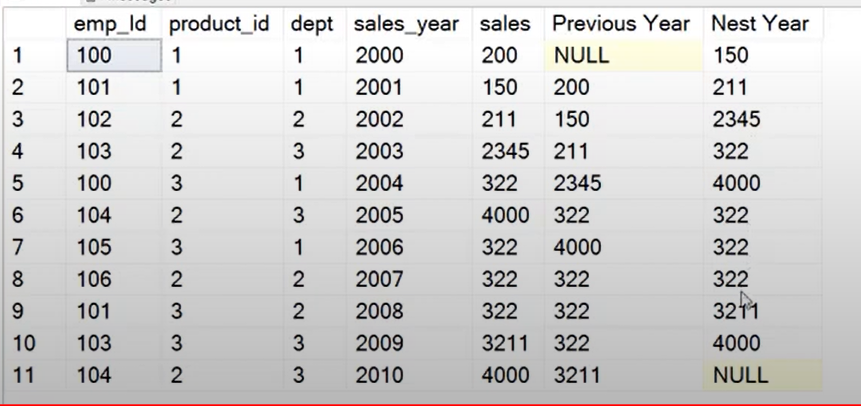 emp_Id product_id dept sales_year sales Previous Year Nest Year
1 100 1 1 2000 200 NULL 150
2 101 1 1 2001 150 200 211
3 102 2 2 2002 211 150 2345
4 103 2 3 2003 2345 211 322
5 100 3 1 2004 322 2345 4000
6 104 2 3 2005 4000 322 322
7 105 3 1 2006 322 4000 322
8 106 2 2 2007 322 322 322
9 101 3 2 2008 322 322 3211
10 103 3 3 2009 3211 322 4000
11 104 2 3 2010 4000 3211 NULL